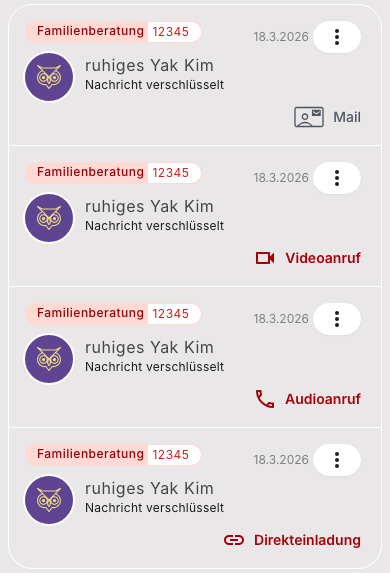 Familienberatung 12345 18.3.2026
ruhiges Yak Kim
Nachricht verschlüsselt
Mail
Familienberatung 12345 18.3.2026
ruhiges Yak Kim
Nachricht verschlüsselt
Videoanruf
Familienberatung 12345 18.3.2026
ruhiges Yak Kim
Nachricht verschlüsselt
Audioanruf
Familienberatung 12345 18.3.2026
ruhiges Yak Kim
Nachricht verschlüsselt
Direkteinladung